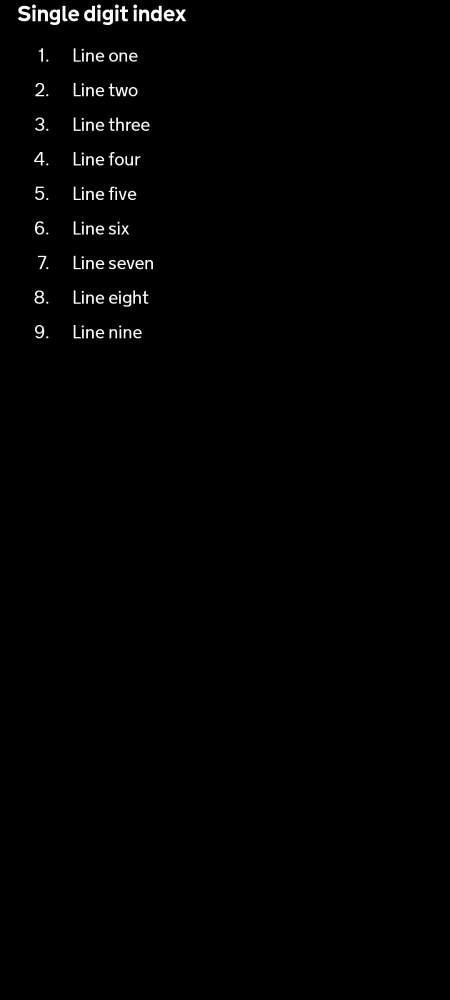 Single digit index
1. Line one
2. Line two
3. Line three
4. Line four
5. Line five
6. Line six
7. Line seven
8. Line eight
9. Line nine